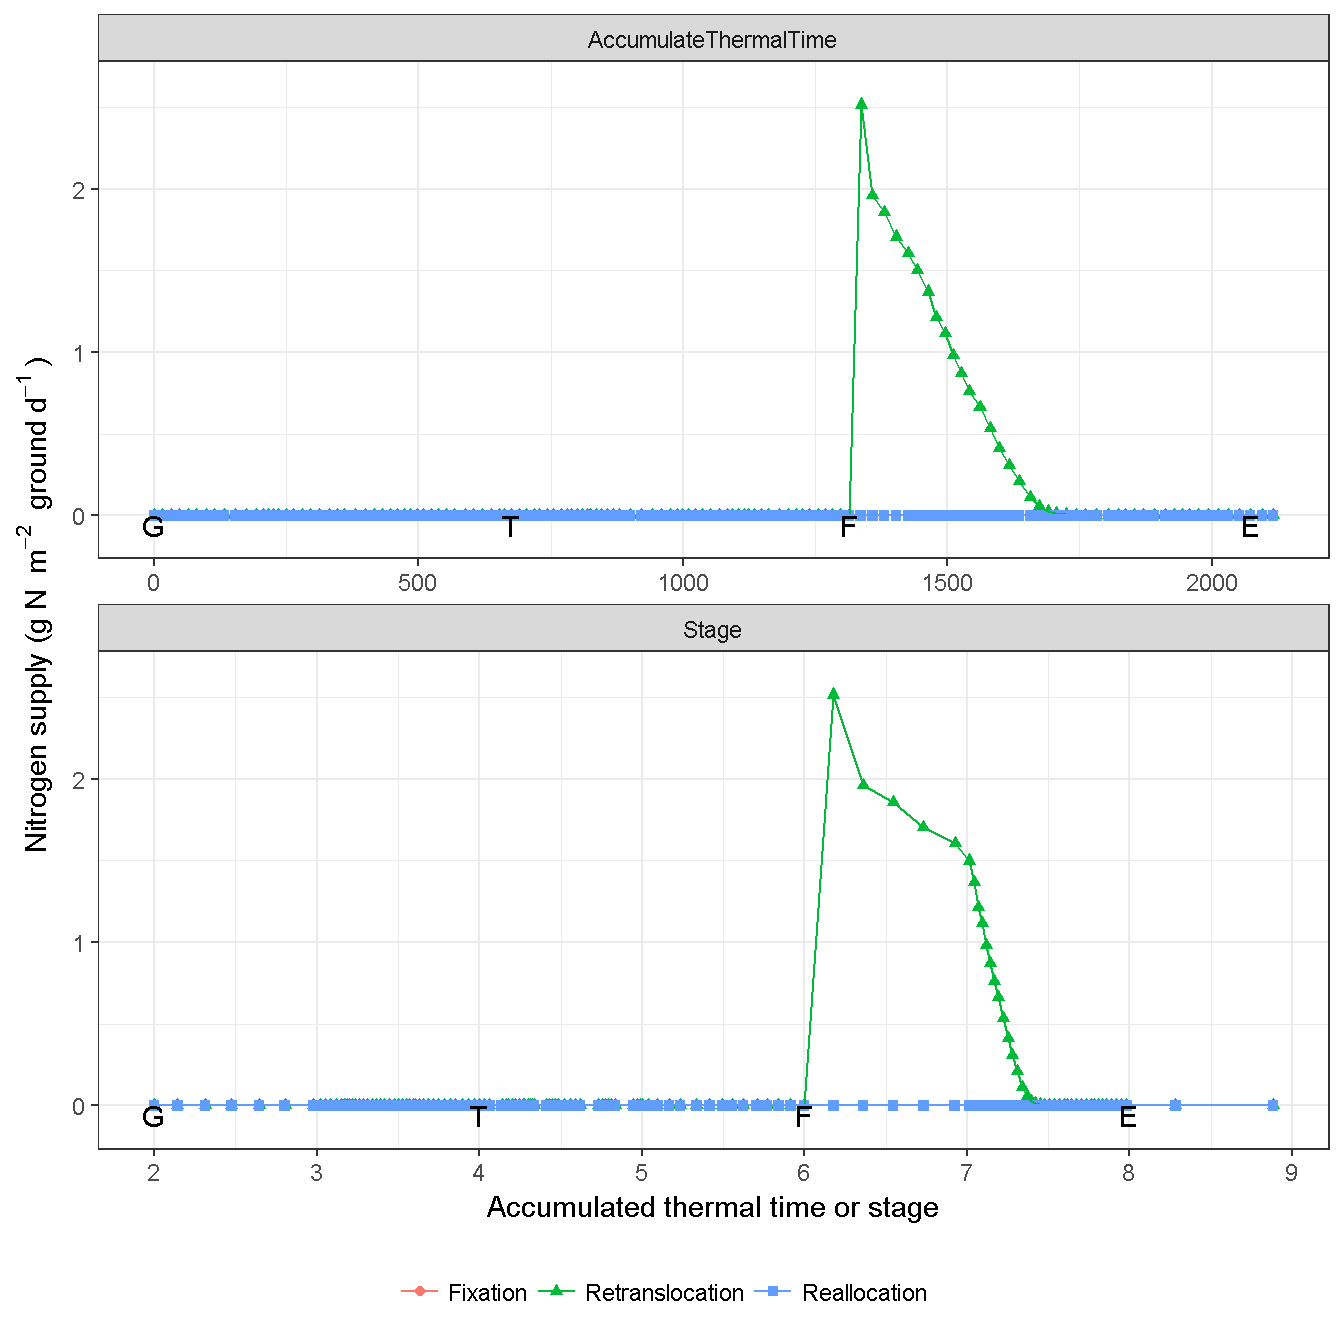 AccumulateThermalTime
2
1
0
G T F E
0 500 1000 1500 2000
Stage
2
1
0
G T F E
2 3 4 5 6 7 8 9
Nitrogen supply (g N m⁻² ground d⁻¹)
Accumulated thermal time or stage
Fixation Retranslocation Reallocation